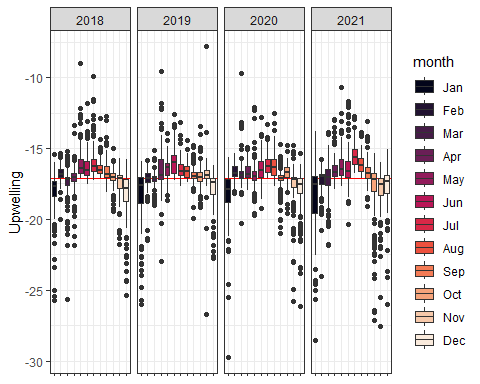 2018 2019 2020 2021
-10
-15
-20
-25
-30
Upwelling
month
Jan
Feb
Mar
Apr
May
Jun
Jul
Aug
Sep
Oct
Nov
Dec